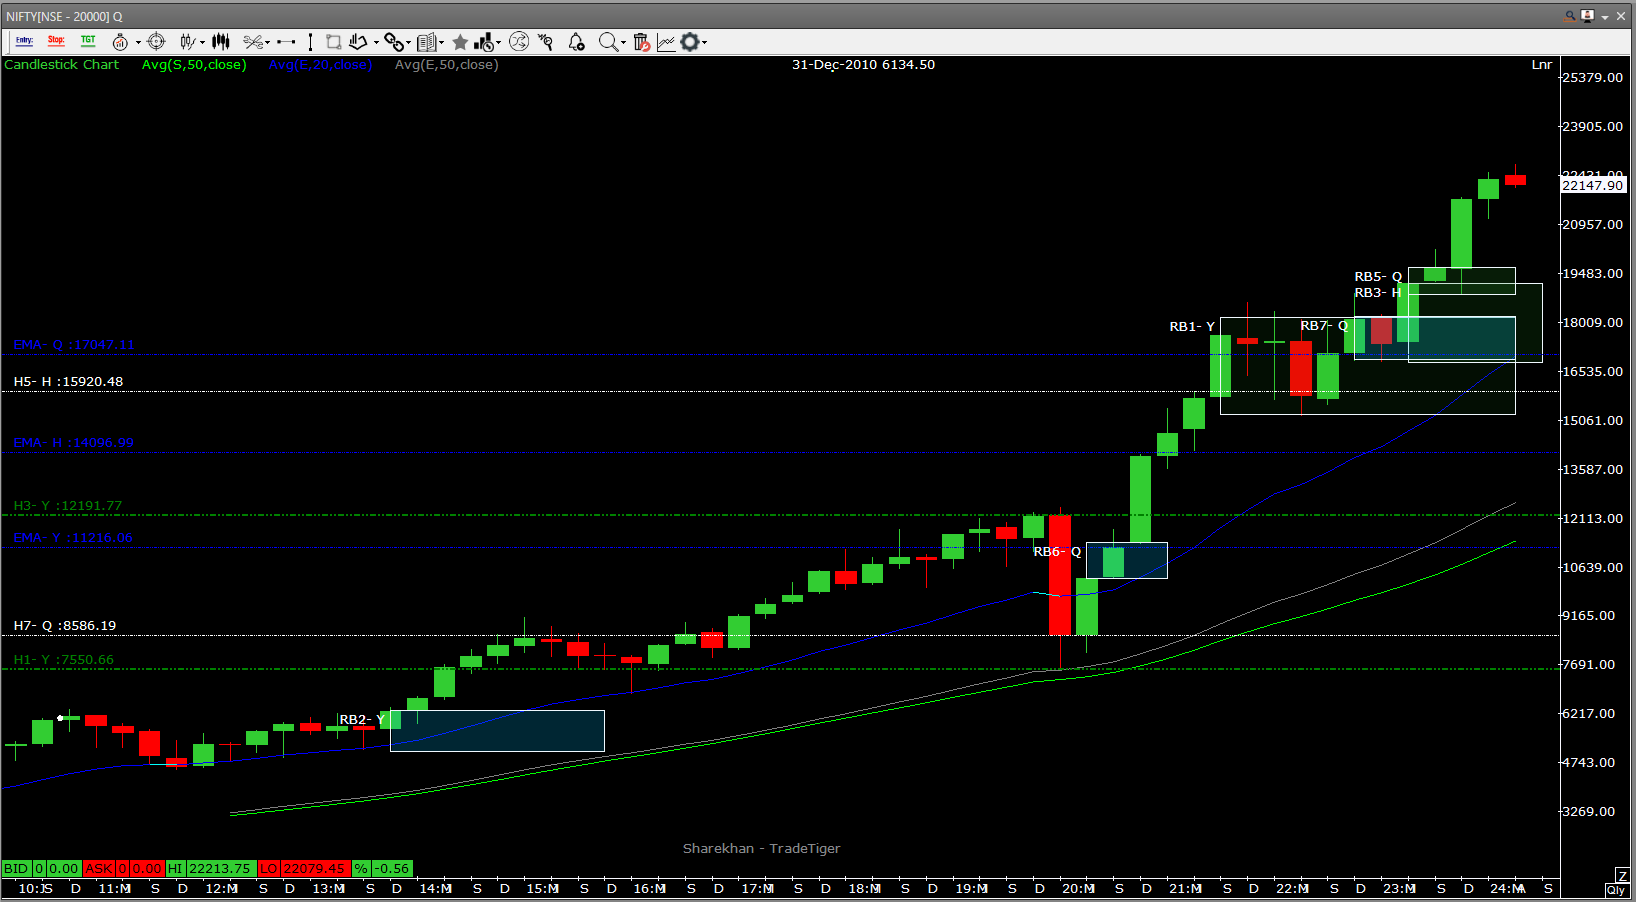 NIFTY[NSE - 20000] Q
Entry: Stop: TGT
Candlestick Chart Avg(S,50,close) Avg(E,20,close) Avg(E,50,close) 31-Dec-2010 6134.50 Lnr
25379.00
23905.00
22421.00
22147.90
20957.00
RB5- Q 19483.00
RB3- H
RB1- Y RB7- Q 18009.00
EMA- Q :17047.11
16535.00
H5- H :15920.48
15061.00
EMA- H :14096.99
13587.00
H3- Y :12191.77
12113.00
EMA- Y :11216.06
RB6- Q
10639.00
9165.00
H7- Q :8586.19
H1- Y :7550.66
7691.00
RB2- Y 6217.00
4743.00
3269.00
Sharekhan - TradeTiger
BID 0 0.00 ASK 0 0.00 HI 22213.75 LO 22079.45 % -0.56
Z
S D 11:M S D 12:M S D 13:M S D 14:M S D 15:M S D 16:M S D 17:M S D 18:M S D 19:M S D 20:M S D 21:M S D 22:M S D 23:M S D 24:M S Qly